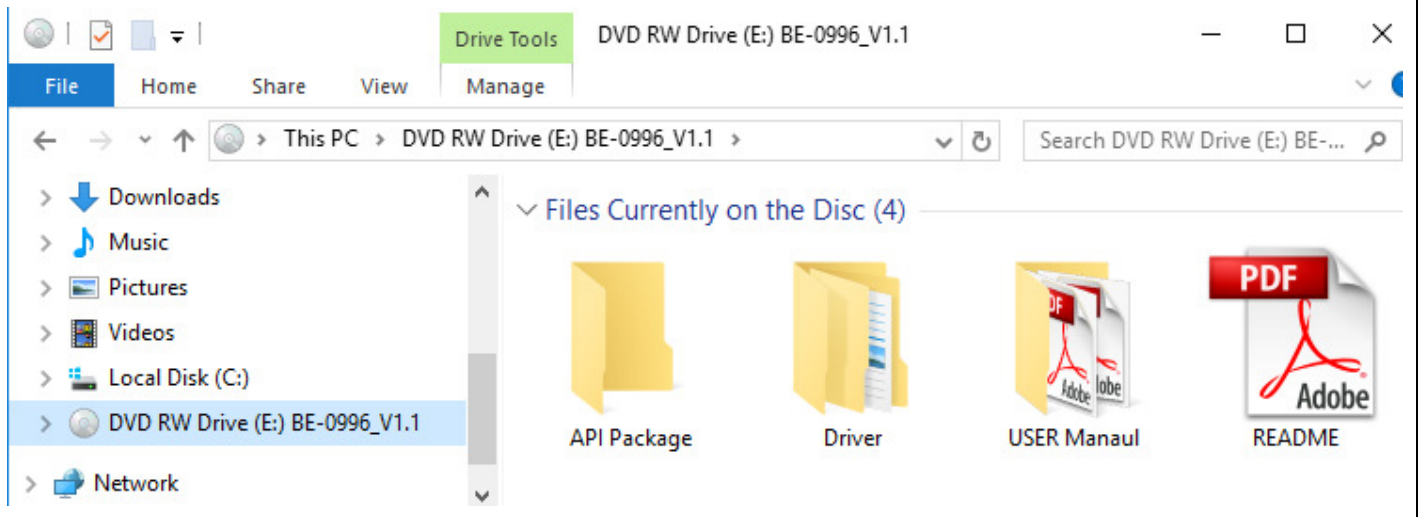 Drive Tools DVD RW Drive (E:) BE-0996_V1.1
File Home Share View Manage
This PC DVD RW Drive (E:) BE-0996_V1.1 Search DVD RW Drive (E:) BE-...
Downloads
Music
Pictures
Videos
Local Disk (C:)
DVD RW Drive (E:) BE-0996_V1.1
Network
Files Currently on the Disc (4)
PDF
Adobe
PDF
Adobe
Adobe
API Package Driver USER Manaul README